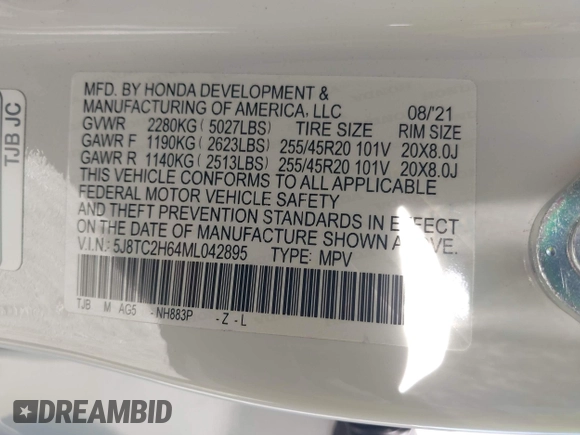 TJB JC
MFD. BY HONDA DEVELOPMENT &
MANUFACTURING OF AMERICA, LLC 08/'21
GVWR 2280KG (5027LBS) TIRE SIZE RIM SIZE
GAWR F 1190KG (2623LBS) 255/45R20 101V 20X8.0J
GAWR R 1140KG (2513LBS) 255/45R20 101V 20X8.0J
THIS VEHICLE CONFORMS TO ALL APPLICABLE
FEDERAL MOTOR VEHICLE SAFETY
AND THEFT PREVENTION STANDARDS IN EFFECT
ON THE DATE OF MANUFACTURE SHOWN ABOVE.
V.I.N.: 5J8TC2H64ML042895 TYPE: MPV
TJB M AG5 - NH883P - Z - L
DREAMBID